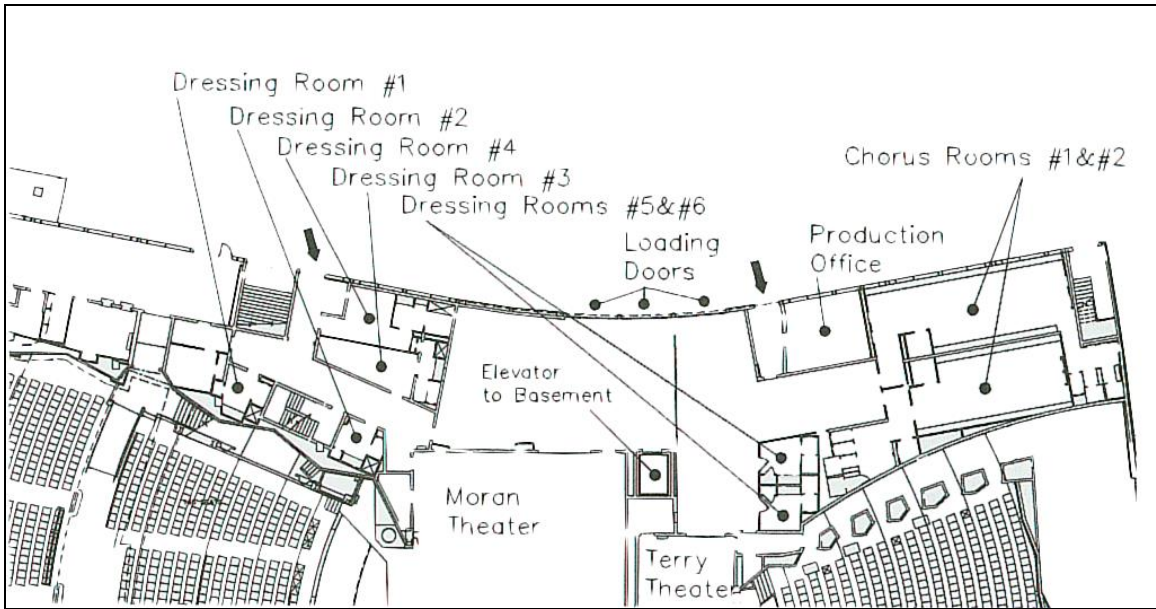 Dressing Room #1
Dressing Room #2
Dressing Room #4
Dressing Room #3
Dressing Rooms #5&#6
Loading
Doors
Production
Office
Chorus Rooms #1&#2
Elevator
to Basement
Moran
Theater
Terry
Theater